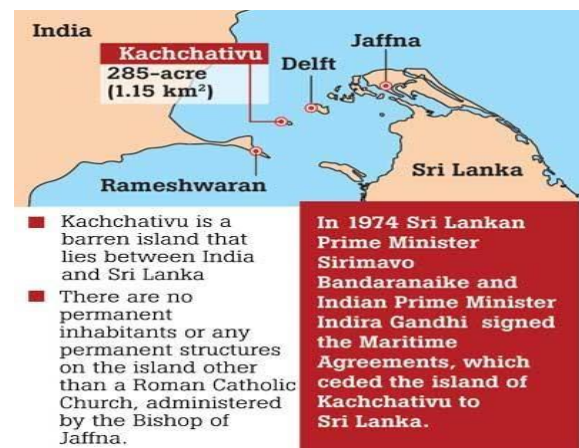 India
Jaffna
Kachchativu
285-acre
(1.15 km²)
Delft
Rameshwaran
Sri Lanka
Kachchativu is a
barren island that
lies between India
and Sri Lanka
There are no
permanent
inhabitants or any
permanent structures
on the island other
than a Roman Catholic
Church, administered
by the Bishop of
Jaffna.
In 1974 Sri Lankan
Prime Minister
Sirimavo
Bandaranaike and
Indian Prime Minister
Indira Gandhi signed
the Maritime
Agreements, which
ceded the island of
Kachchativu to
Sri Lanka.